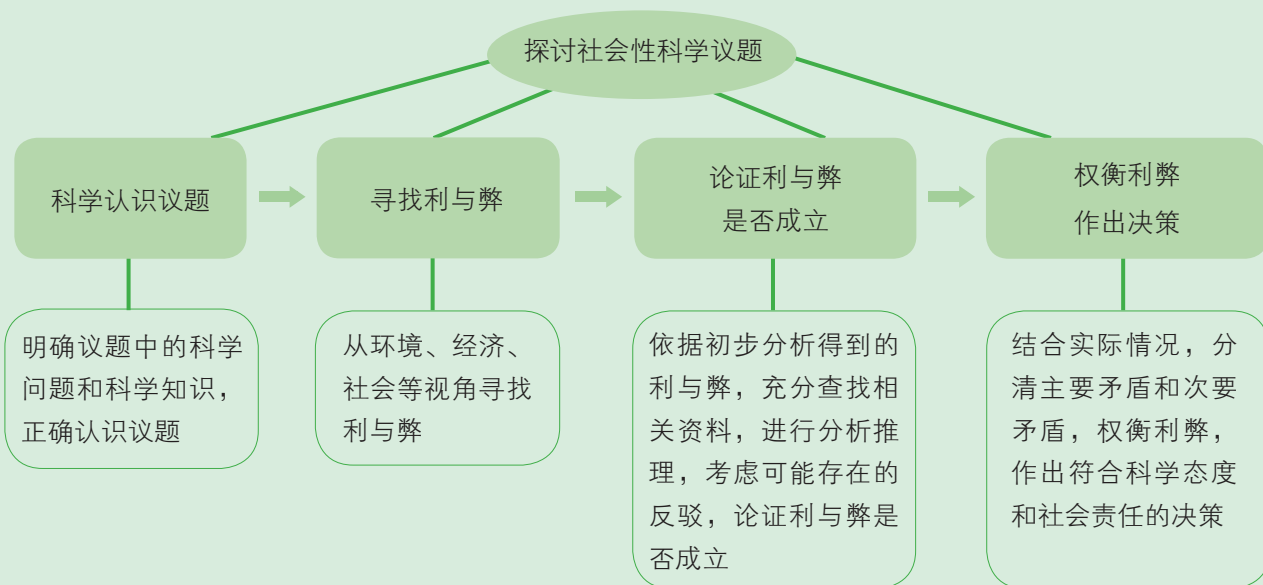 探讨社会性科学议题
科学认识议题
寻找利与弊
论证利与弊
是否成立
权衡利弊
作出决策
明确议题中的科学
问题和科学知识，
正确认识议题
从环境、经济、
社会等视角寻找
利与弊
依据初步分析得到的
利与弊，充分查找相
关资料，进行分析推
理，考虑可能存在的
反驳，论证利与弊是
否成立
结合实际情况，分
清主要矛盾和次要
矛盾，权衡利弊，
作出符合科学态度
和社会责任的决策